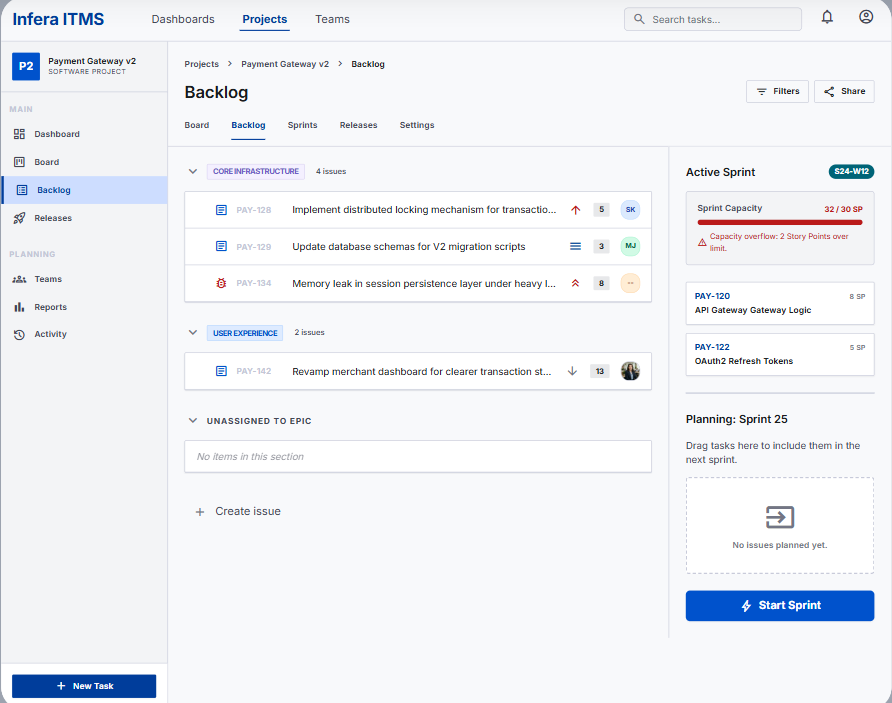 Infera ITMS
Dashboards
Projects
Teams
Search tasks...
P2
Payment Gateway v2
SOFTWARE PROJECT
MAIN
Dashboard
Board
Backlog
Releases
PLANNING
Teams
Reports
Activity
New Task
Projects > Payment Gateway v2 > Backlog
Backlog
Filters
Share
Board
Backlog
Sprints
Releases
Settings
CORE INFRASTRUCTURE 4 issues
PAY-128 Implement distributed locking mechanism for transactio... 5 SK
PAY-129 Update database schemas for V2 migration scripts 3 MJ
PAY-134 Memory leak in session persistence layer under heavy l... 8 --
USER EXPERIENCE 2 issues
PAY-142 Revamp merchant dashboard for clearer transaction st... 13
UNASSIGNED TO EPIC
No items in this section
Create issue
Active Sprint S24-W12
Sprint Capacity 32 / 30 SP
Capacity overflow: 2 Story Points over
limit.
PAY-120 8 SP
API Gateway Gateway Logic
PAY-122 5 SP
OAuth2 Refresh Tokens
Planning: Sprint 25
Drag tasks here to include them in the
next sprint.
No issues planned yet.
Start Sprint